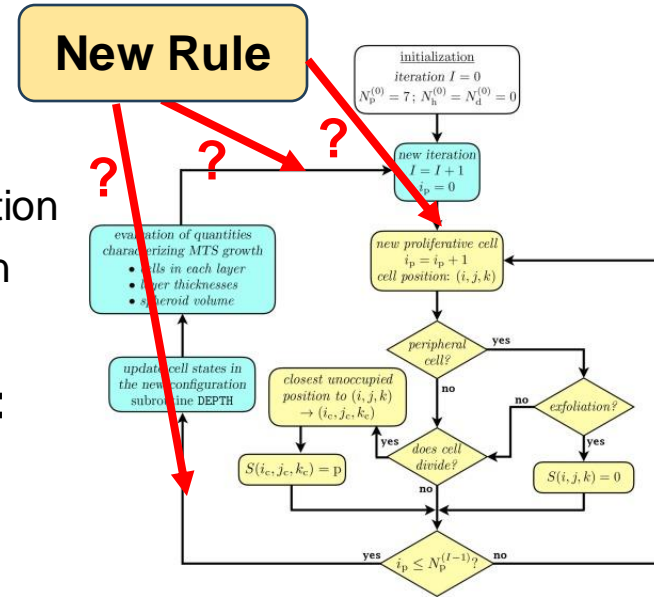 New Rule
?
?
?
initialization
iteration I = 0
N_p^{(0)} = 7 ; N_h^{(0)} = N_d^{(0)} = 0
new iteration
I = I + 1
i_p = 0
tion
n
:
evaluation of quantities
characterizing MTS growth
• cells in each layer
• layer thicknesses
• spheroid volume
new proliferative cell
i_p = i_p + 1
cell position: (i, j, k)
peripheral
cell?
yes
no
update cell states in
the new configuration
subroutine DEPTH
closest unoccupied
position to (i, j, k)
→ (i_c, j_c, k_c)
exfoliation?
no
yes
does cell
divide?
yes
no
S(i_c, j_c, k_c) = p
S(i, j, k) = 0
i_p ≤ N_p^{(I−1)}?
yes
no